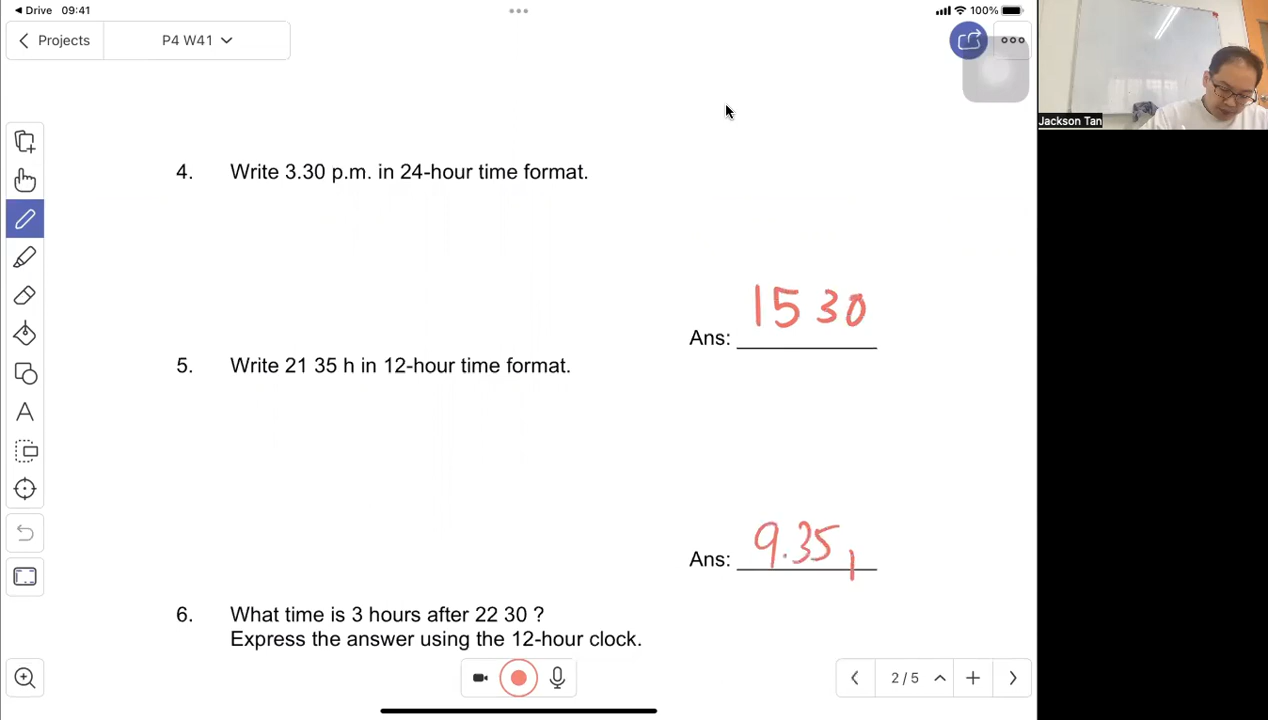 Drive 09:41
100%
Projects
P4 W41
Jackson Tan
4. Write 3.30 p.m. in 24-hour time format.
15 30
Ans:
5. Write 21 35 h in 12-hour time format.
9.35
Ans:
6. What time is 3 hours after 22 30 ?
Express the answer using the 12-hour clock.
A
2 / 5